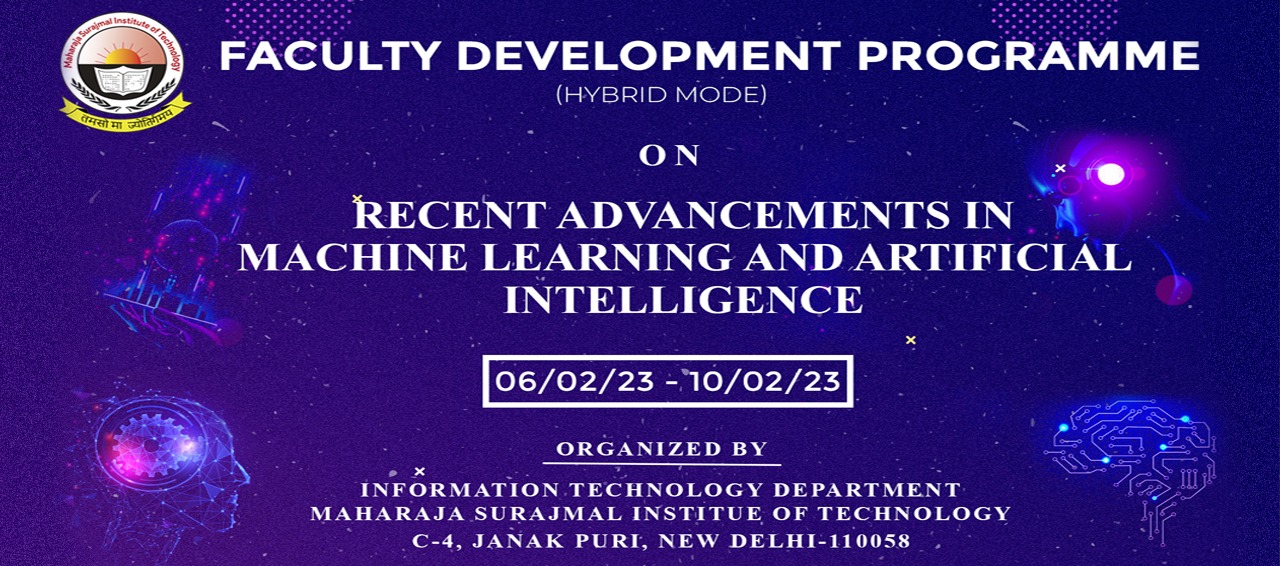 Maharaja Surajmal Institute of Technology
तमसो मा ज्योतिर्गमय
FACULTY DEVELOPMENT PROGRAMME
(HYBRID MODE)
ON
RECENT ADVANCEMENTS IN
MACHINE LEARNING AND ARTIFICIAL
INTELLIGENCE
06/02/23 - 10/02/23
ORGANIZED BY
INFORMATION TECHNOLOGY DEPARTMENT
MAHARAJA SURAJMAL INSTITUE OF TECHNOLOGY
C-4, JANAK PURI, NEW DELHI-110058